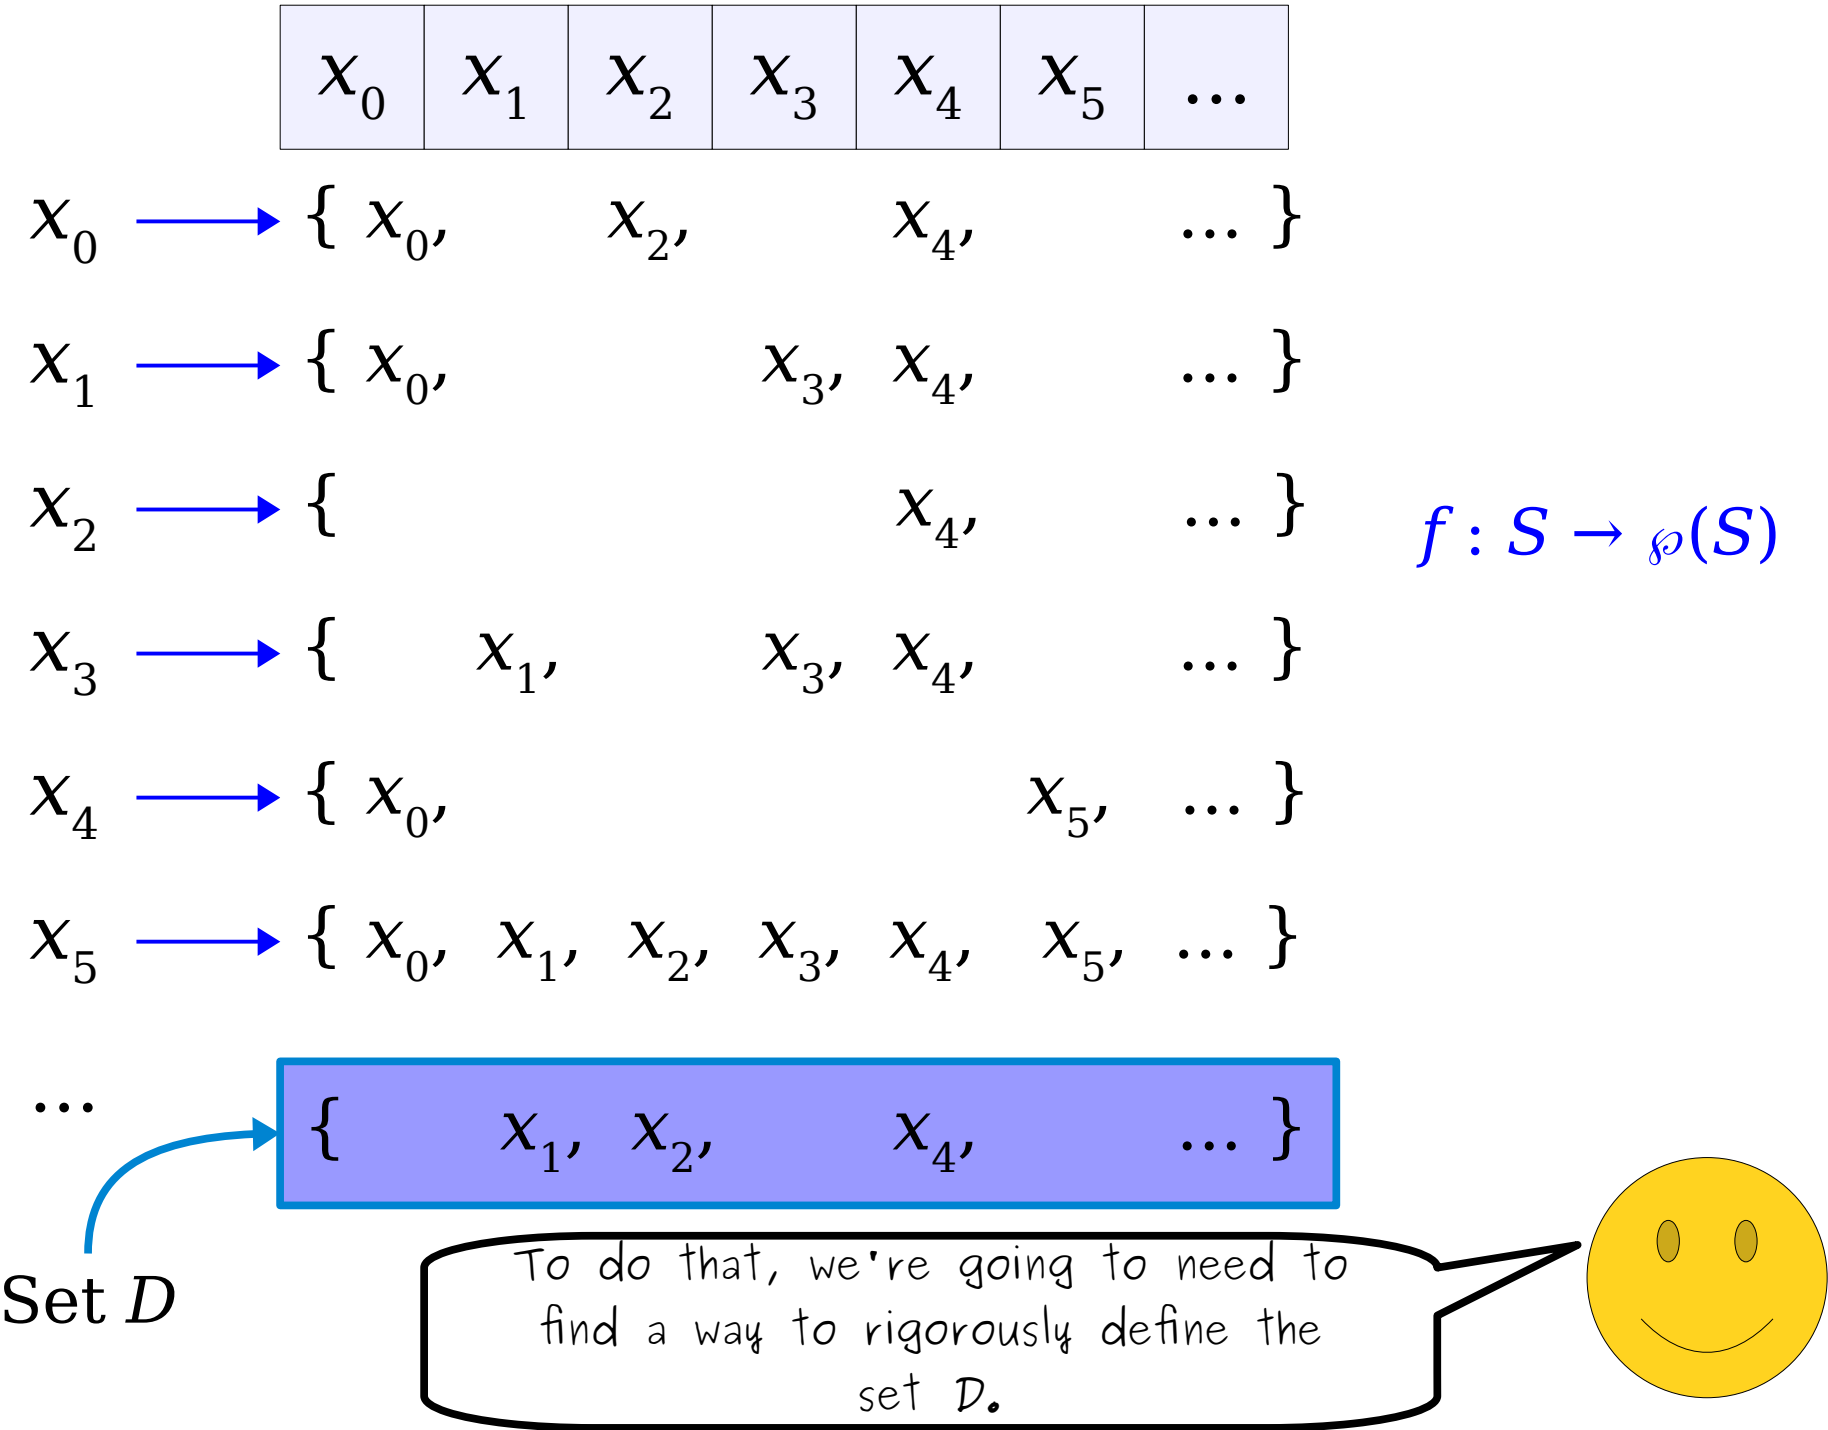 x₀ x₁ x₂ x₃ x₄ x₅ ...
x₀ { x₀, x₂, x₄, ... }
x₁ { x₀, x₃, x₄, ... }
x₂ { x₄, ... }
f : S → ℘(S)
x₃ { x₁, x₃, x₄, ... }
x₄ { x₀, x₅, ... }
x₅ { x₀, x₁, x₂, x₃, x₄, x₅, ... }
...
{ x₁, x₂, x₄, ... }
Set D
To do that, we're going to need to
find a way to rigorously define the
set D.